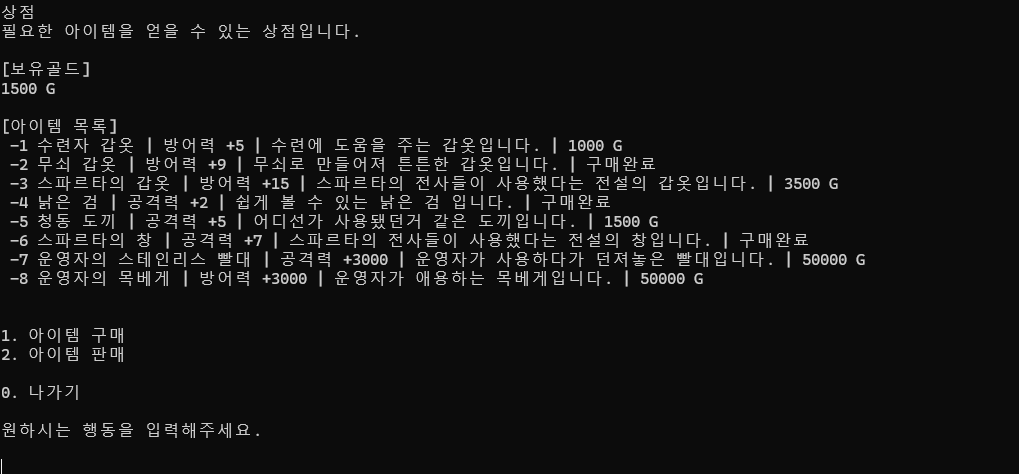 상점
필요한 아이템을 얻을 수 있는 상점입니다.
[보유골드]
1500 G
[아이템 목록]
-1 수련자 갑옷 | 방어력 +5 | 수련에 도움을 주는 갑옷입니다. | 1000 G
-2 무쇠 갑옷 | 방어력 +9 | 무쇠로 만들어져 튼튼한 갑옷입니다. | 구매완료
-3 스파르타의 갑옷 | 방어력 +15 | 스파르타의 전사들이 사용했다는 전설의 갑옷입니다. | 3500 G
-4 낡은 검 | 공격력 +2 | 쉽게 볼 수 있는 낡은 검 입니다. | 구매완료
-5 청동 도끼 | 공격력 +5 | 어디선가 사용됐던거 같은 도끼입니다. | 1500 G
-6 스파르타의 창 | 공격력 +7 | 스파르타의 전사들이 사용했다는 전설의 창입니다. | 구매완료
-7 운영자의 스테인리스 빨대 | 공격력 +3000 | 운영자가 사용하다가 던져놓은 빨대입니다. | 50000 G
-8 운영자의 목베게 | 방어력 +3000 | 운영자가 애용하는 목베게입니다. | 50000 G
1. 아이템 구매
2. 아이템 판매
0. 나가기
원하시는 행동을 입력해주세요.